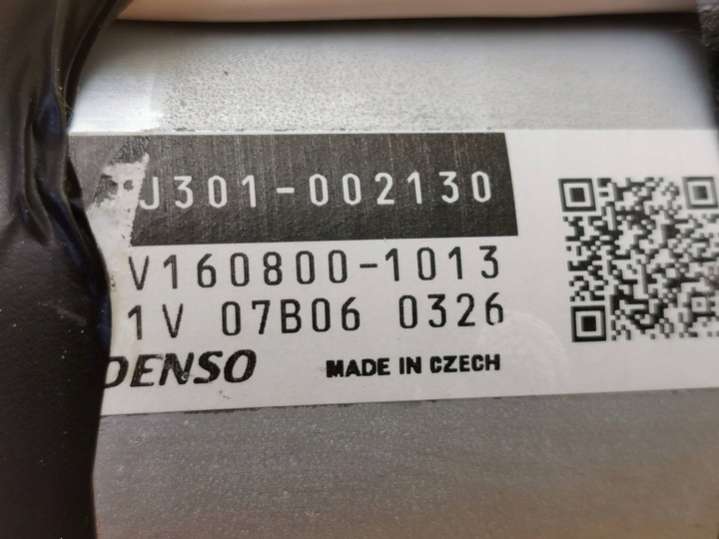 J301-002130
V160800-1013
1V 07B06 0326
DENSO MADE IN CZECH